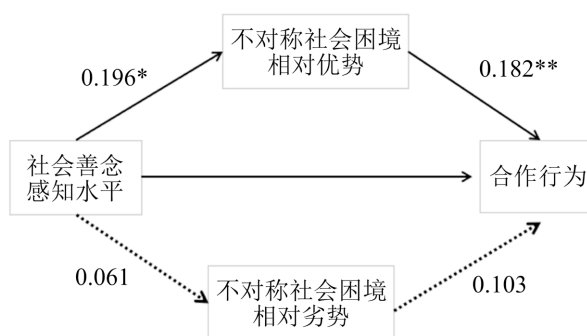 不对称社会困境
相对优势
0.196*
0.182**
社会善念
感知水平
合作行为
0.061
不对称社会困境
相对劣势
0.103